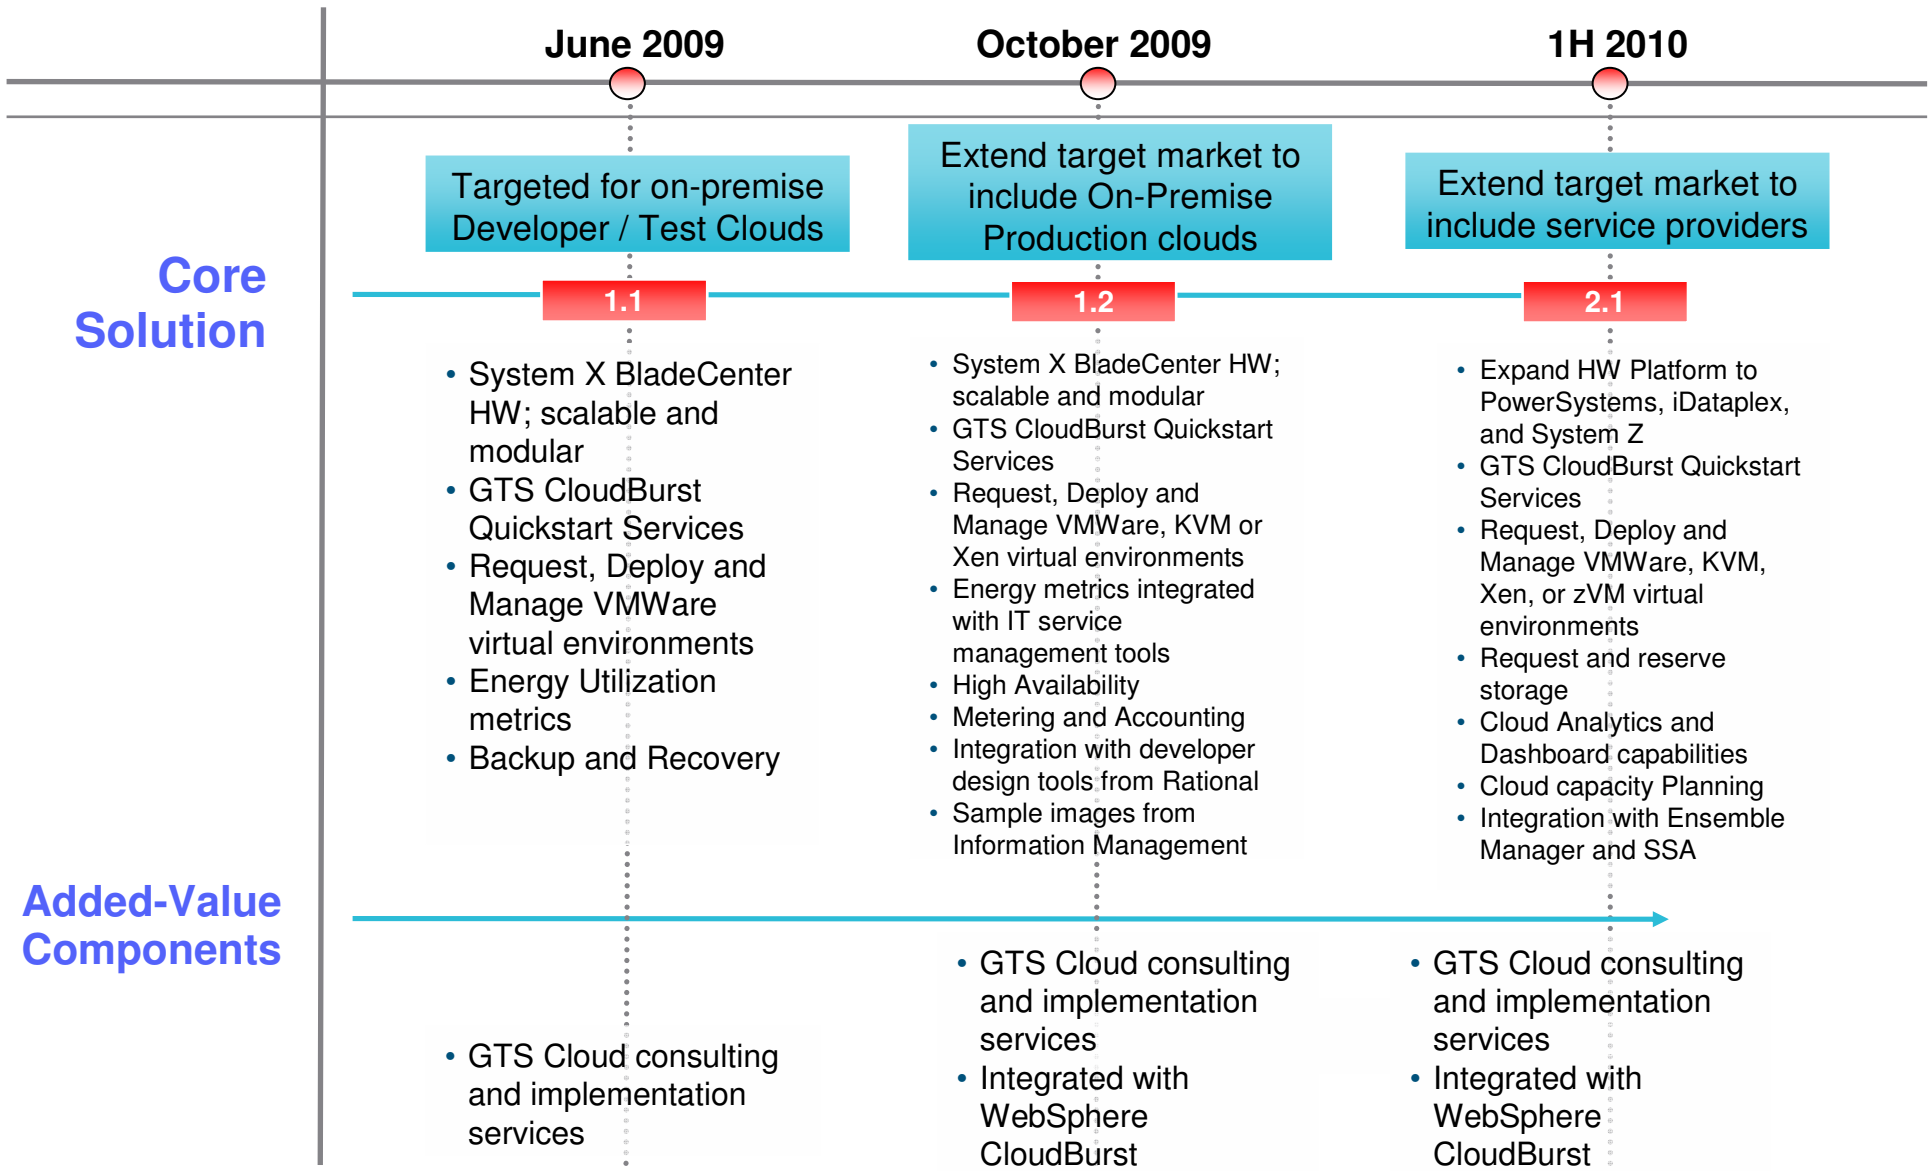 June 2009
October 2009
1H 2010
Targeted for on-premise
Developer / Test Clouds
Extend target market to
include On-Premise
Production clouds
Extend target market to
include service providers
Core
Solution
1.1
1.2
2.1
• System X BladeCenter
HW; scalable and
modular
• GTS CloudBurst
Quickstart Services
• Request, Deploy and
Manage VMWare
virtual environments
• Energy Utilization
metrics
• Backup and Recovery
• System X BladeCenter HW;
scalable and modular
• GTS CloudBurst Quickstart
Services
• Request, Deploy and
Manage VMWare, KVM or
Xen virtual environments
• Energy metrics integrated
with IT service
management tools
• High Availability
• Metering and Accounting
• Integration with developer
design tools from Rational
• Sample images from
Information Management
• Expand HW Platform to
PowerSystems, iDataplex,
and System Z
• GTS CloudBurst Quickstart
Services
• Request, Deploy and
Manage VMWare, KVM,
Xen, or zVM virtual
environments
• Request and reserve
storage
• Cloud Analytics and
Dashboard capabilities
• Cloud capacity Planning
• Integration with Ensemble
Manager and SSA
Added-Value
Components
• GTS Cloud consulting
and implementation
services
• GTS Cloud consulting
and implementation
services
• Integrated with
WebSphere
CloudBurst
• GTS Cloud consulting
and implementation
services
• Integrated with
WebSphere
CloudBurst